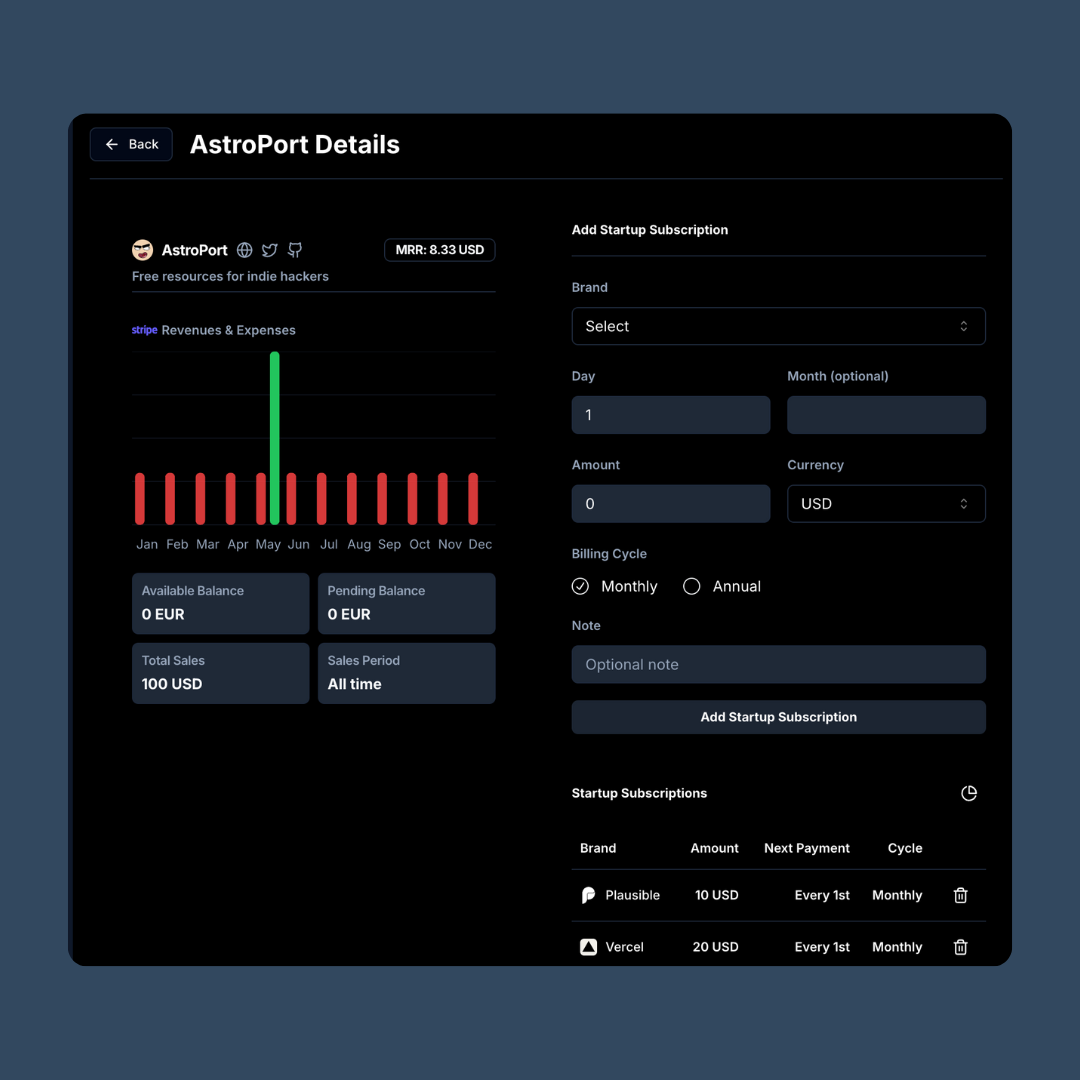 Back
AstroPort Details
AstroPort
MRR: 8.33 USD
Free resources for indie hackers
stripe Revenues & Expenses
Jan Feb Mar Apr May Jun Jul Aug Sep Oct Nov Dec
Available Balance
0 EUR
Pending Balance
0 EUR
Total Sales
100 USD
Sales Period
All time
Add Startup Subscription
Brand
Select
Day
1
Month (optional)
Amount
0
Currency
USD
Billing Cycle
Monthly
Annual
Note
Optional note
Add Startup Subscription
Startup Subscriptions
Brand Amount Next Payment Cycle
Plausible 10 USD Every 1st Monthly
Vercel 20 USD Every 1st Monthly